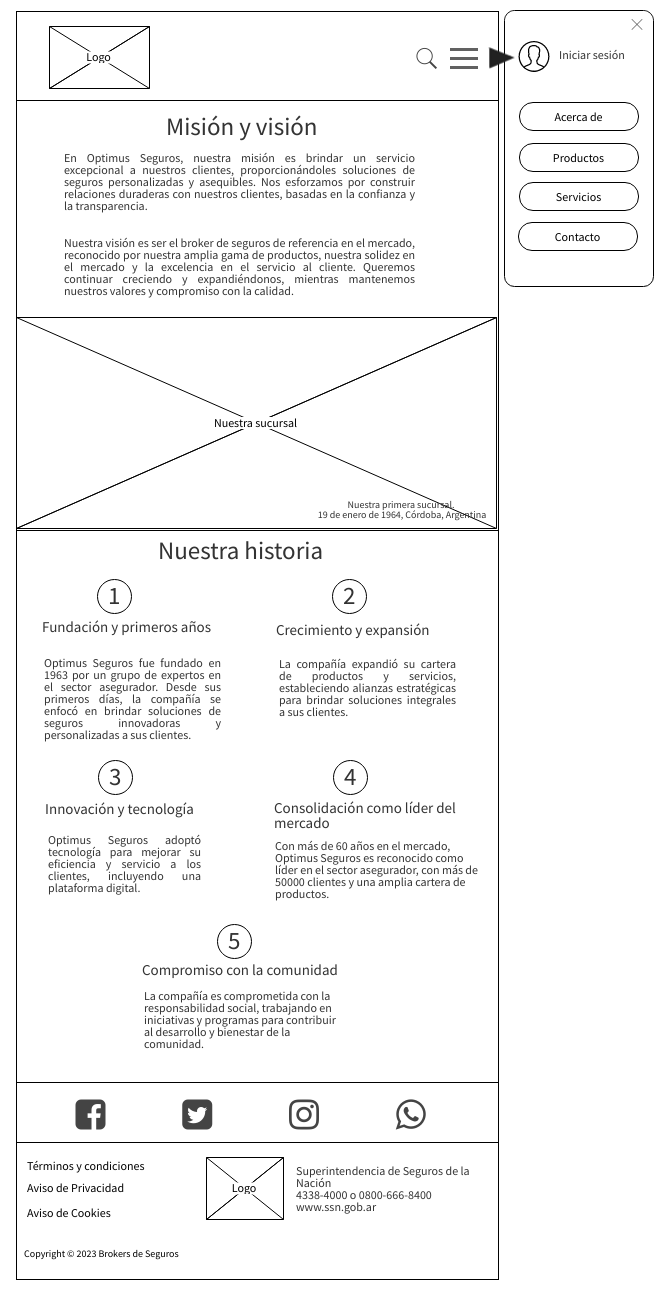 Logo
Iniciar sesión
Acerca de
Productos
Servicios
Contacto
Misión y visión
En Optimus Seguros, nuestra misión es brindar un servicio
excepcional a nuestros clientes, proporcionándoles soluciones de
seguros personalizadas y asequibles. Nos esforzamos por construir
relaciones duraderas con nuestros clientes, basadas en la confianza y
la transparencia.
Nuestra visión es ser el broker de seguros de referencia en el mercado,
reconocido por nuestra amplia gama de productos, nuestra solidez en
el mercado y la excelencia en el servicio al cliente. Queremos
continuar creciendo y expandiéndonos, mientras mantenemos
nuestros valores y compromiso con la calidad.
Nuestra sucursal
Nuestra primera sucursal.
19 de enero de 1964, Córdoba, Argentina
Nuestra historia
1
Fundación y primeros años
Optimus Seguros fue fundado en
1963 por un grupo de expertos en
el sector asegurador. Desde sus
primeros días, la compañía se
enfocó en brindar soluciones de
seguros innovadoras y
personalizadas a sus clientes.
2
Crecimiento y expansión
La compañía expandió su cartera
de productos y servicios,
estableciendo alianzas estratégicas
para brindar soluciones integrales
a sus clientes.
3
Innovación y tecnología
Optimus Seguros adoptó
tecnología para mejorar su
eficiencia y servicio a los
clientes, incluyendo una
plataforma digital.
4
Consolidación como líder del
mercado
Con más de 60 años en el mercado,
Optimus Seguros es reconocido como
líder en el sector asegurador, con más de
50000 clientes y una amplia cartera de
productos.
5
Compromiso con la comunidad
La compañía es comprometida con la
responsabilidad social, trabajando en
iniciativas y programas para contribuir
al desarrollo y bienestar de la
comunidad.
Términos y condiciones
Aviso de Privacidad
Aviso de Cookies
Logo
Superintendencia de Seguros de la
Nación
4338-4000 o 0800-666-8400
www.ssn.gob.ar
Copyright © 2023 Brokers de Seguros